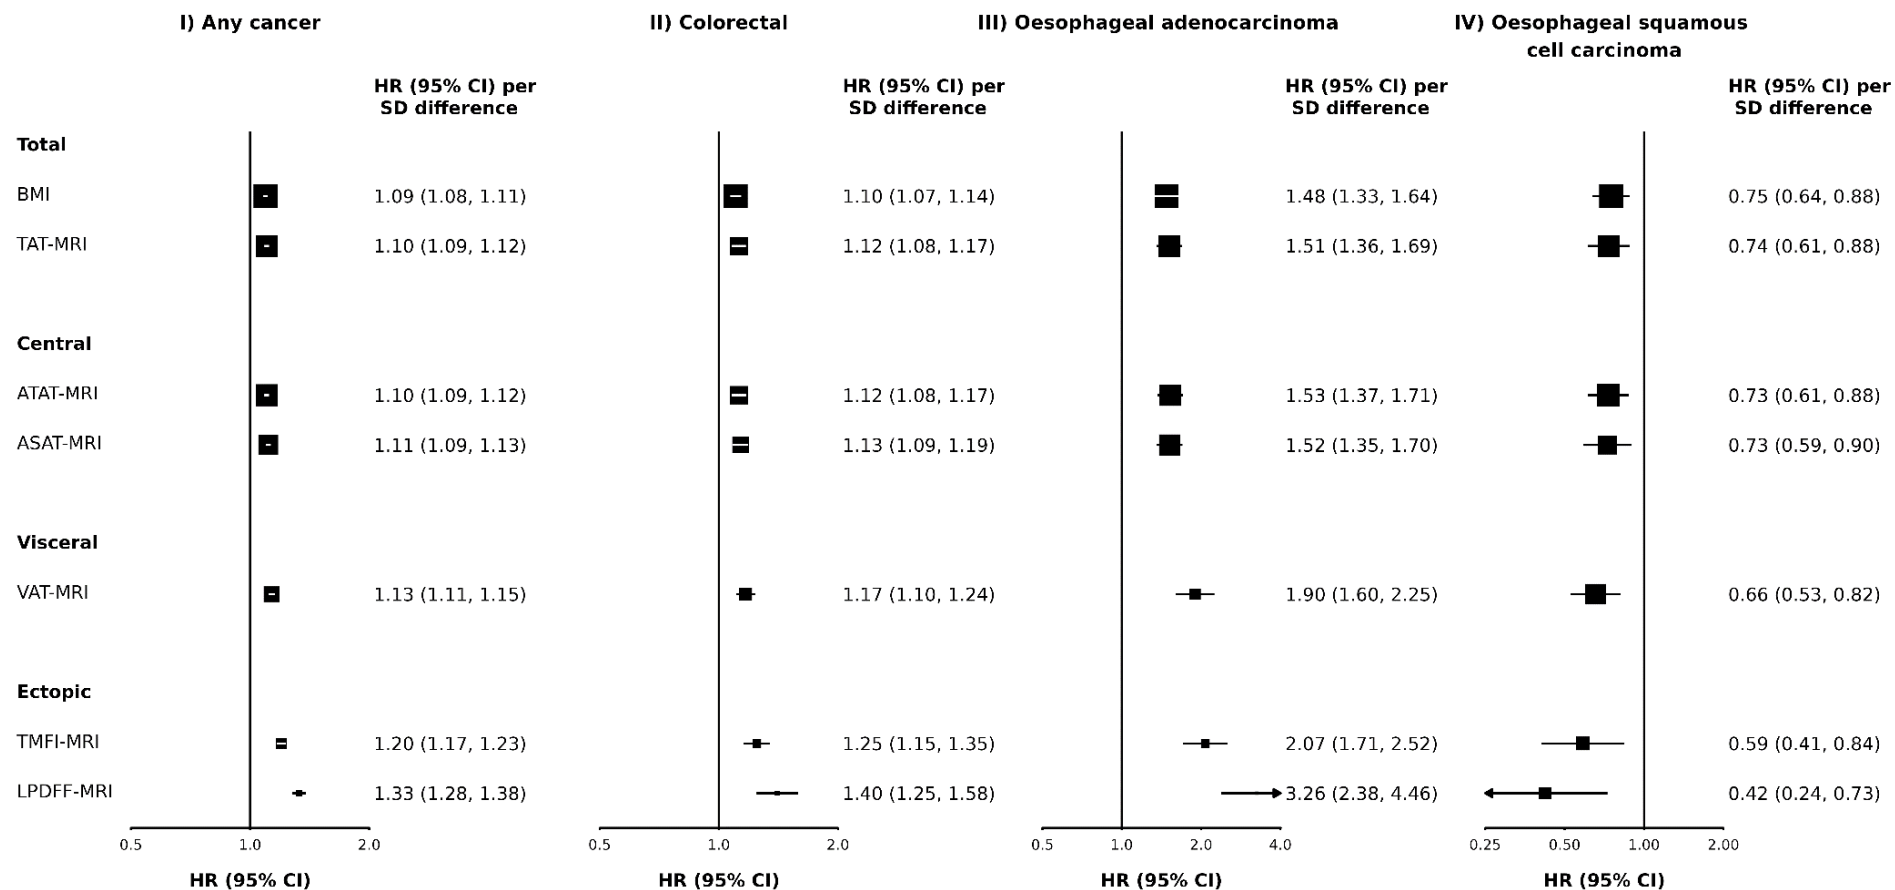 I) Any cancer II) Colorectal III) Oesophageal adenocarcinoma IV) Oesophageal squamous
cell carcinoma
HR (95% CI) per HR (95% CI) per HR (95% CI) per HR (95% CI) per
SD difference SD difference SD difference SD difference
Total
BMI 1.09 (1.08, 1.11) 1.10 (1.07, 1.14) 1.48 (1.33, 1.64) 0.75 (0.64, 0.88)
TAT-MRI 1.10 (1.09, 1.12) 1.12 (1.08, 1.17) 1.51 (1.36, 1.69) 0.74 (0.61, 0.88)
Central
ATAT-MRI 1.10 (1.09, 1.12) 1.12 (1.08, 1.17) 1.53 (1.37, 1.71) 0.73 (0.61, 0.88)
ASAT-MRI 1.11 (1.09, 1.13) 1.13 (1.09, 1.19) 1.52 (1.35, 1.70) 0.73 (0.59, 0.90)
Visceral
VAT-MRI 1.13 (1.11, 1.15) 1.17 (1.10, 1.24) 1.90 (1.60, 2.25) 0.66 (0.53, 0.82)
Ectopic
TMFI-MRI 1.20 (1.17, 1.23) 1.25 (1.15, 1.35) 2.07 (1.71, 2.52) 0.59 (0.41, 0.84)
LPDFF-MRI 1.33 (1.28, 1.38) 1.40 (1.25, 1.58) 3.26 (2.38, 4.46) 0.42 (0.24, 0.73)
0.5 1.0 2.0 0.5 1.0 2.0 0.5 1.0 2.0 4.0 0.25 0.50 1.00 2.00
HR (95% CI) HR (95% CI) HR (95% CI) HR (95% CI)